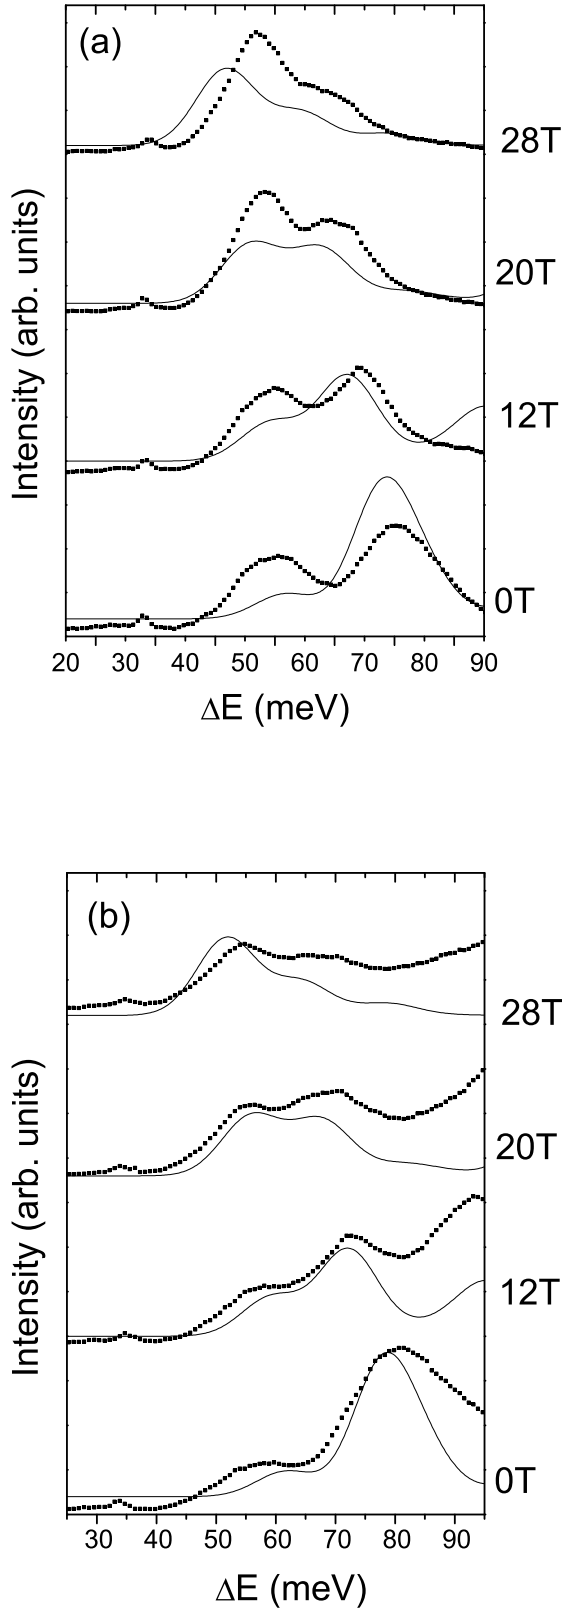 (a)
28T
20T
12T
0T
Intensity (arb. units)
20 30 40 50 60 70 80 90
ΔE (meV)
(b)
28T
20T
12T
0T
Intensity (arb. units)
30 40 50 60 70 80 90
ΔE (meV)